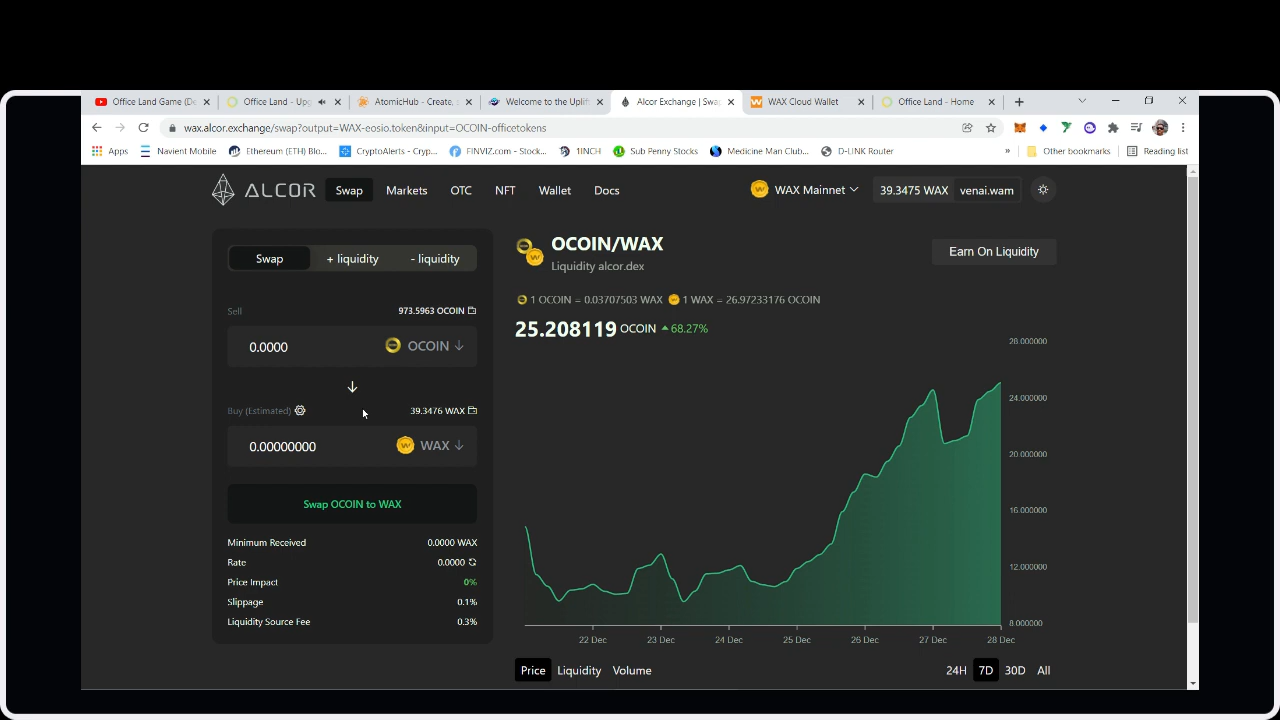 Office Land Game (De
Office Land - Upg
AtomicHub - Create, s
Welcome to the Uplif
Alcor Exchange | Swap
WAX Cloud Wallet
Office Land - Home
wax.alcor.exchange/swap?output=WAX-eosio.token&input=OCOIN-officetokens
Apps
Navient Mobile
Ethereum (ETH) Blo...
CryptoAlerts - Cryp...
FINVIZ.com - Stock...
1INCH
Sub Penny Stocks
Medicine Man Club...
D-LINK Router
»
Other bookmarks
Reading list
ALCOR
Swap
Markets
OTC
NFT
Wallet
Docs
WAX Mainnet
39.3475 WAX
venai.wam
Swap
+ liquidity
- liquidity
Sell
973.5963 OCOIN
0.0000
OCOIN
Buy (Estimated)
39.3476 WAX
0.00000000
WAX
Swap OCOIN to WAX
Minimum Received 0.0000 WAX
Rate 0.0000
Price Impact 0%
Slippage 0.1%
Liquidity Source Fee 0.3%
OCOIN/WAX
Liquidity alcor.dex
Earn On Liquidity
1 OCOIN = 0.03707503 WAX 1 WAX = 26.97233176 OCOIN
25.208119 OCOIN 68.27%
28.000000
24.000000
20.000000
16.000000
12.000000
8.000000
22 Dec
23 Dec
24 Dec
25 Dec
26 Dec
27 Dec
28 Dec
Price
Liquidity
Volume
24H
7D
30D
All